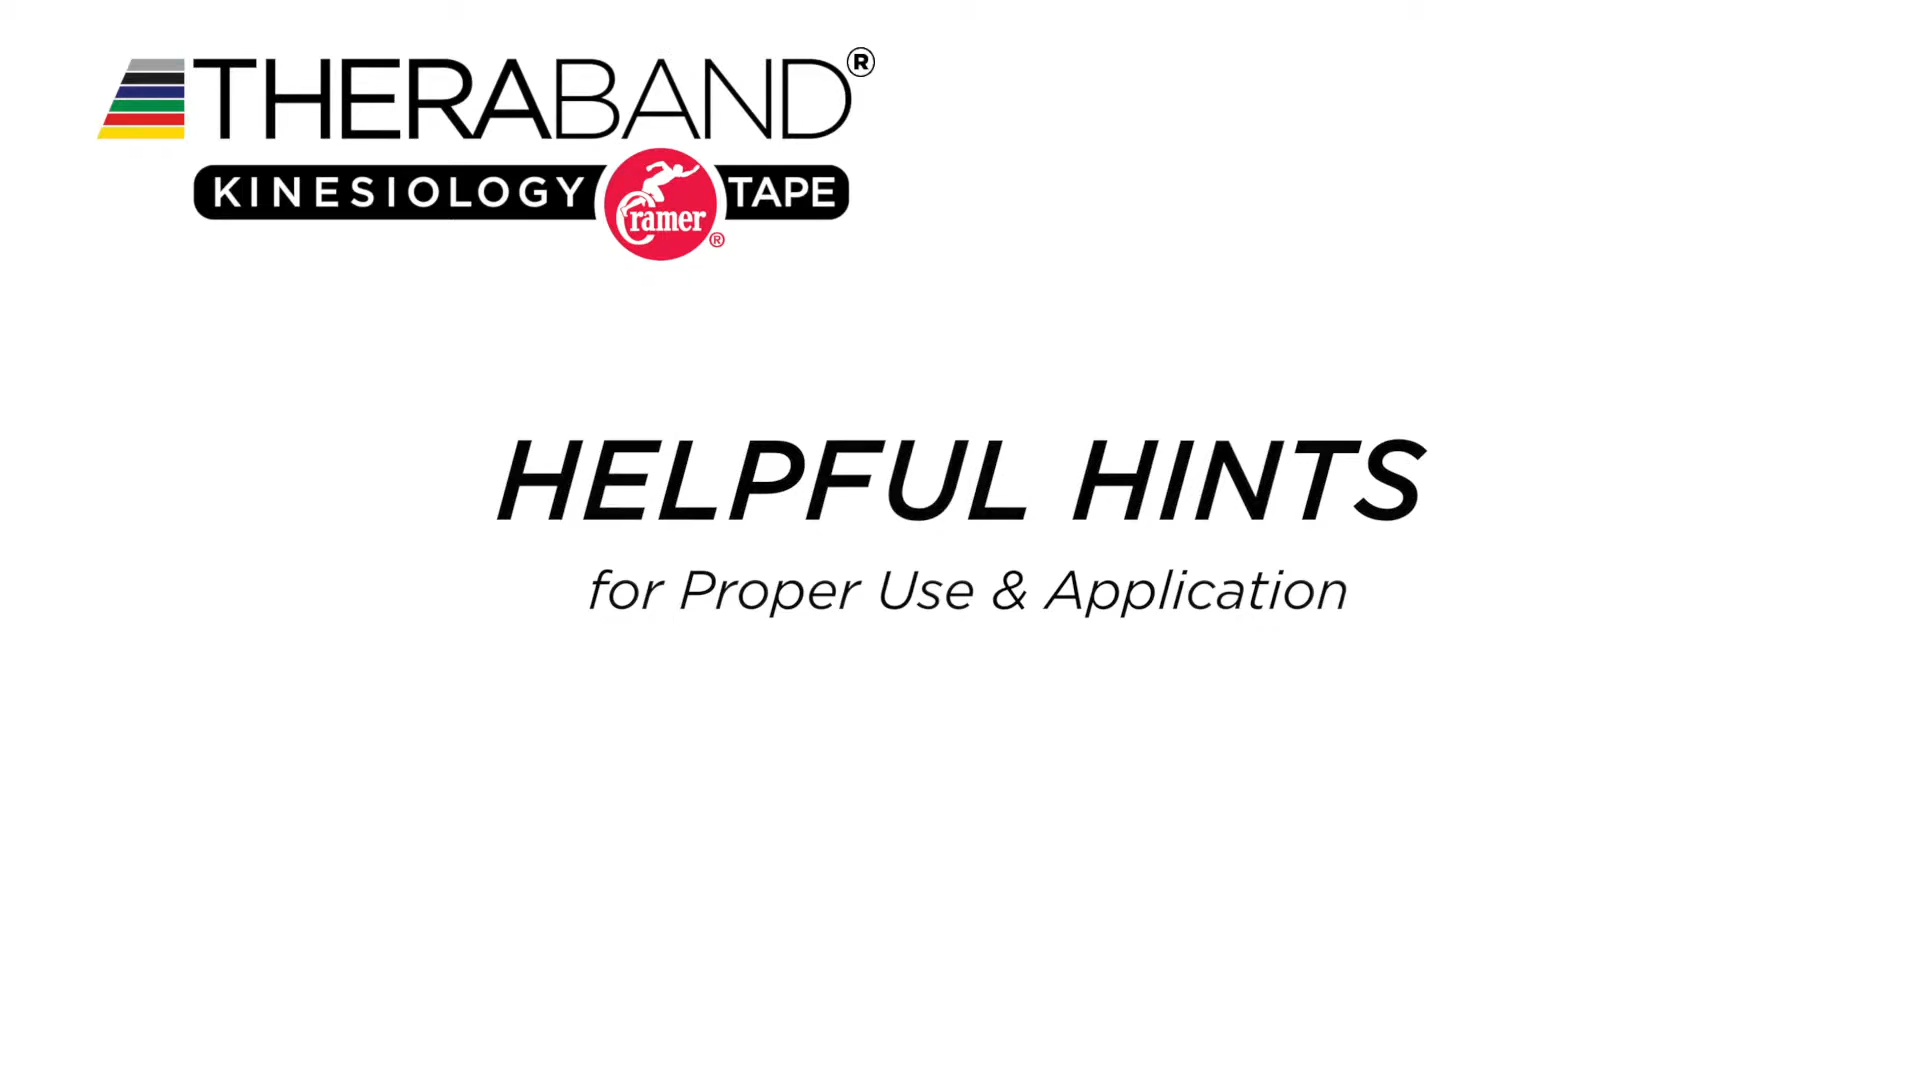 THERABAND®
KINESIOLOGY Cramer® TAPE
HELPFUL HINTS
for Proper Use & Application